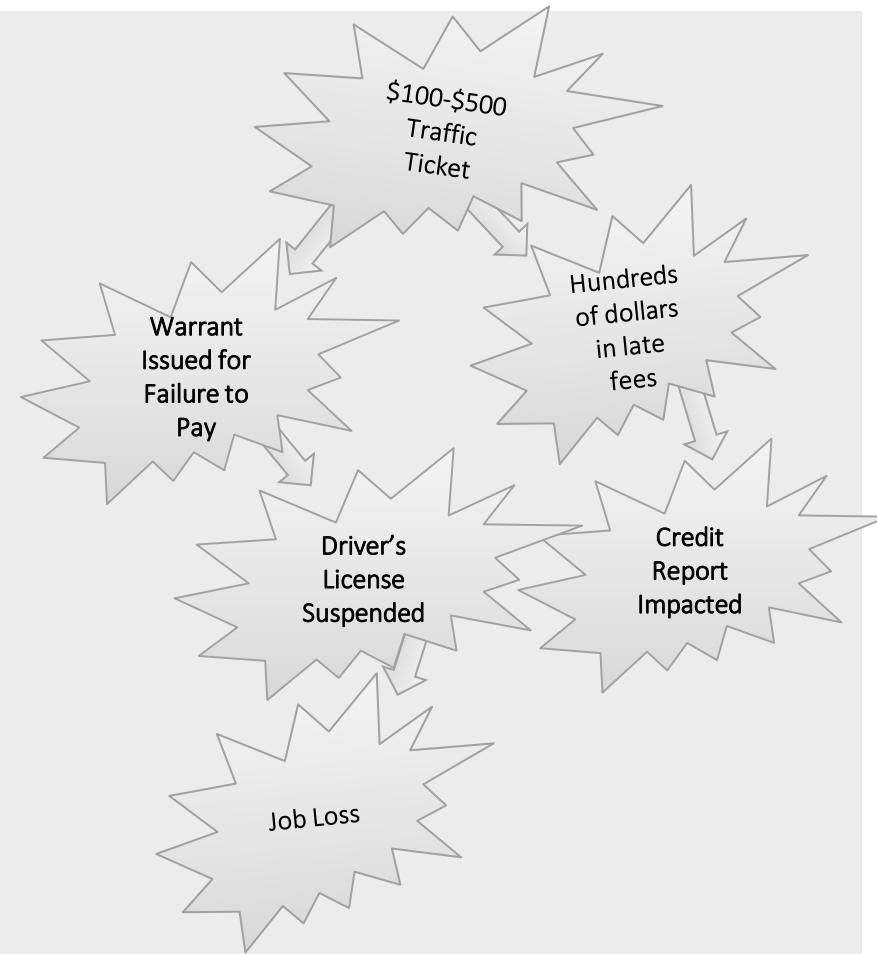 $100-$500
Traffic
Ticket
Hundreds
of dollars
in late
fees
Warrant
Issued for
Failure to
Pay
Driver’s
License
Suspended
Credit
Report
Impacted
Job Loss